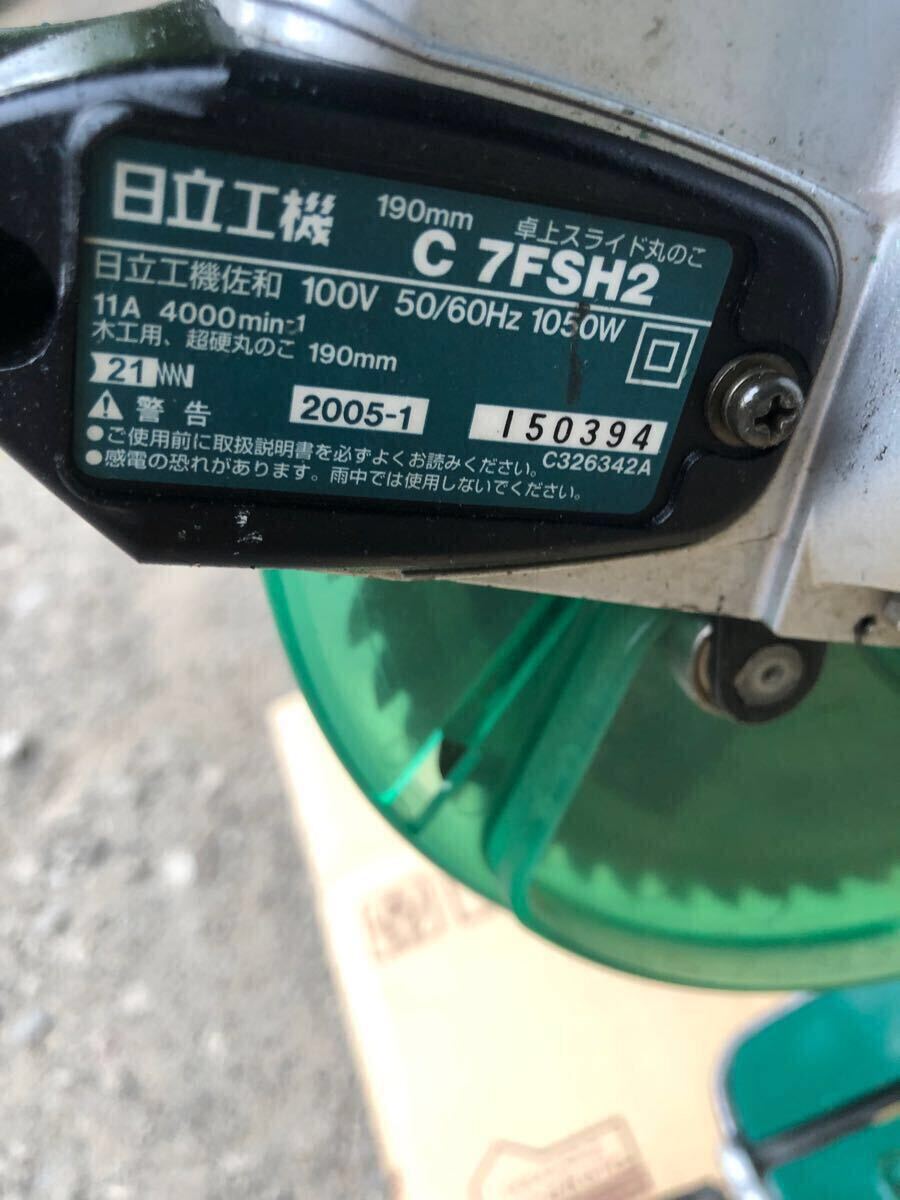 日立工機 190mm 卓上スライド丸のこ
C 7FSH2
日立工機佐和 100V 50/60Hz 1050W
11A 4000min-1
木工用、超硬丸のこ 190mm
21
警告 2005-1 150394
●ご使用前に取扱説明書を必ずよくお読みください。 C326342A
●感電の恐れがあります。雨中では使用しないでください。